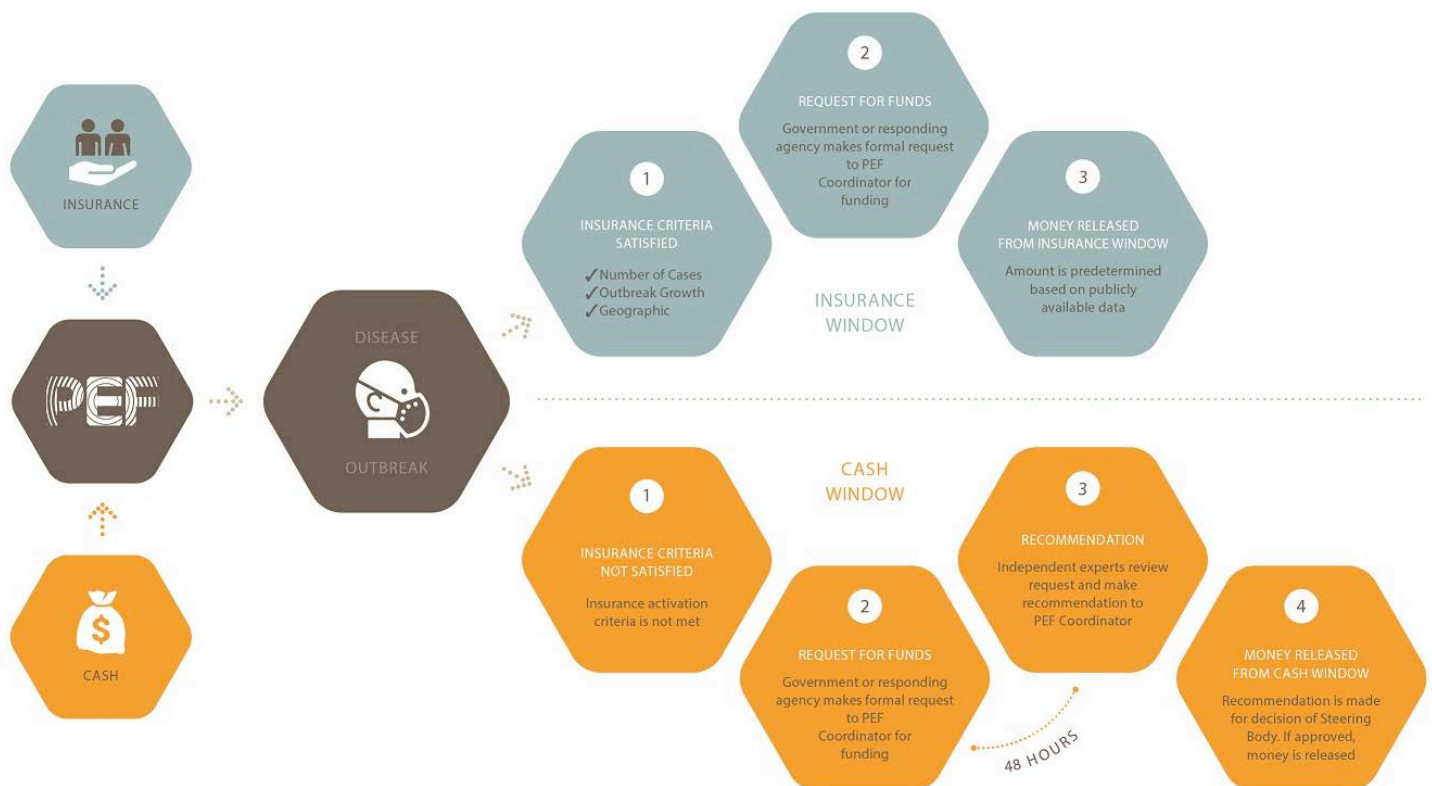 INSURANCE
PEF
$
CASH
DISEASE
OUTBREAK
1
INSURANCE CRITERIA
SATISFIED
✓Number of Cases
✓Outbreak Growth
✓Geographic
2
REQUEST FOR FUNDS
Government or responding
agency makes formal request
to PEF
Coordinator for
funding
3
MONEY RELEASED
FROM INSURANCE WINDOW
Amount is predetermined
based on publicly
available data
INSURANCE
WINDOW
CASH
WINDOW
1
INSURANCE CRITERIA
NOT SATISFIED
Insurance activation
criteria is not met
2
REQUEST FOR FUNDS
Government or responding
agency makes formal request
to PEF
Coordinator for
funding
48 HOURS
3
RECOMMENDATION
Independent experts review
request and make
recommendation to
PEF Coordinator
4
MONEY RELEASED
FROM CASH WINDOW
Recommendation is made
for decision of Steering
Body. If approved,
money is released